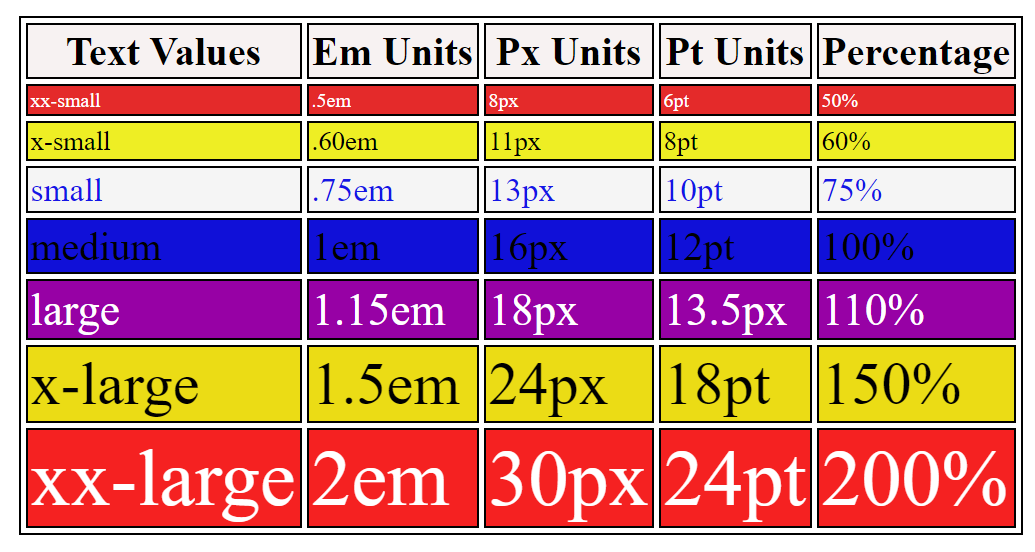 Text Values Em Units Px Units Pt Units Percentage
xx-small .5em 8px 6pt 50%
x-small .60em 11px 8pt 60%
small .75em 13px 10pt 75%
medium 1em 16px 12pt 100%
large 1.15em 18px 13.5px 110%
x-large 1.5em 24px 18pt 150%
xx-large 2em 30px 24pt 200%